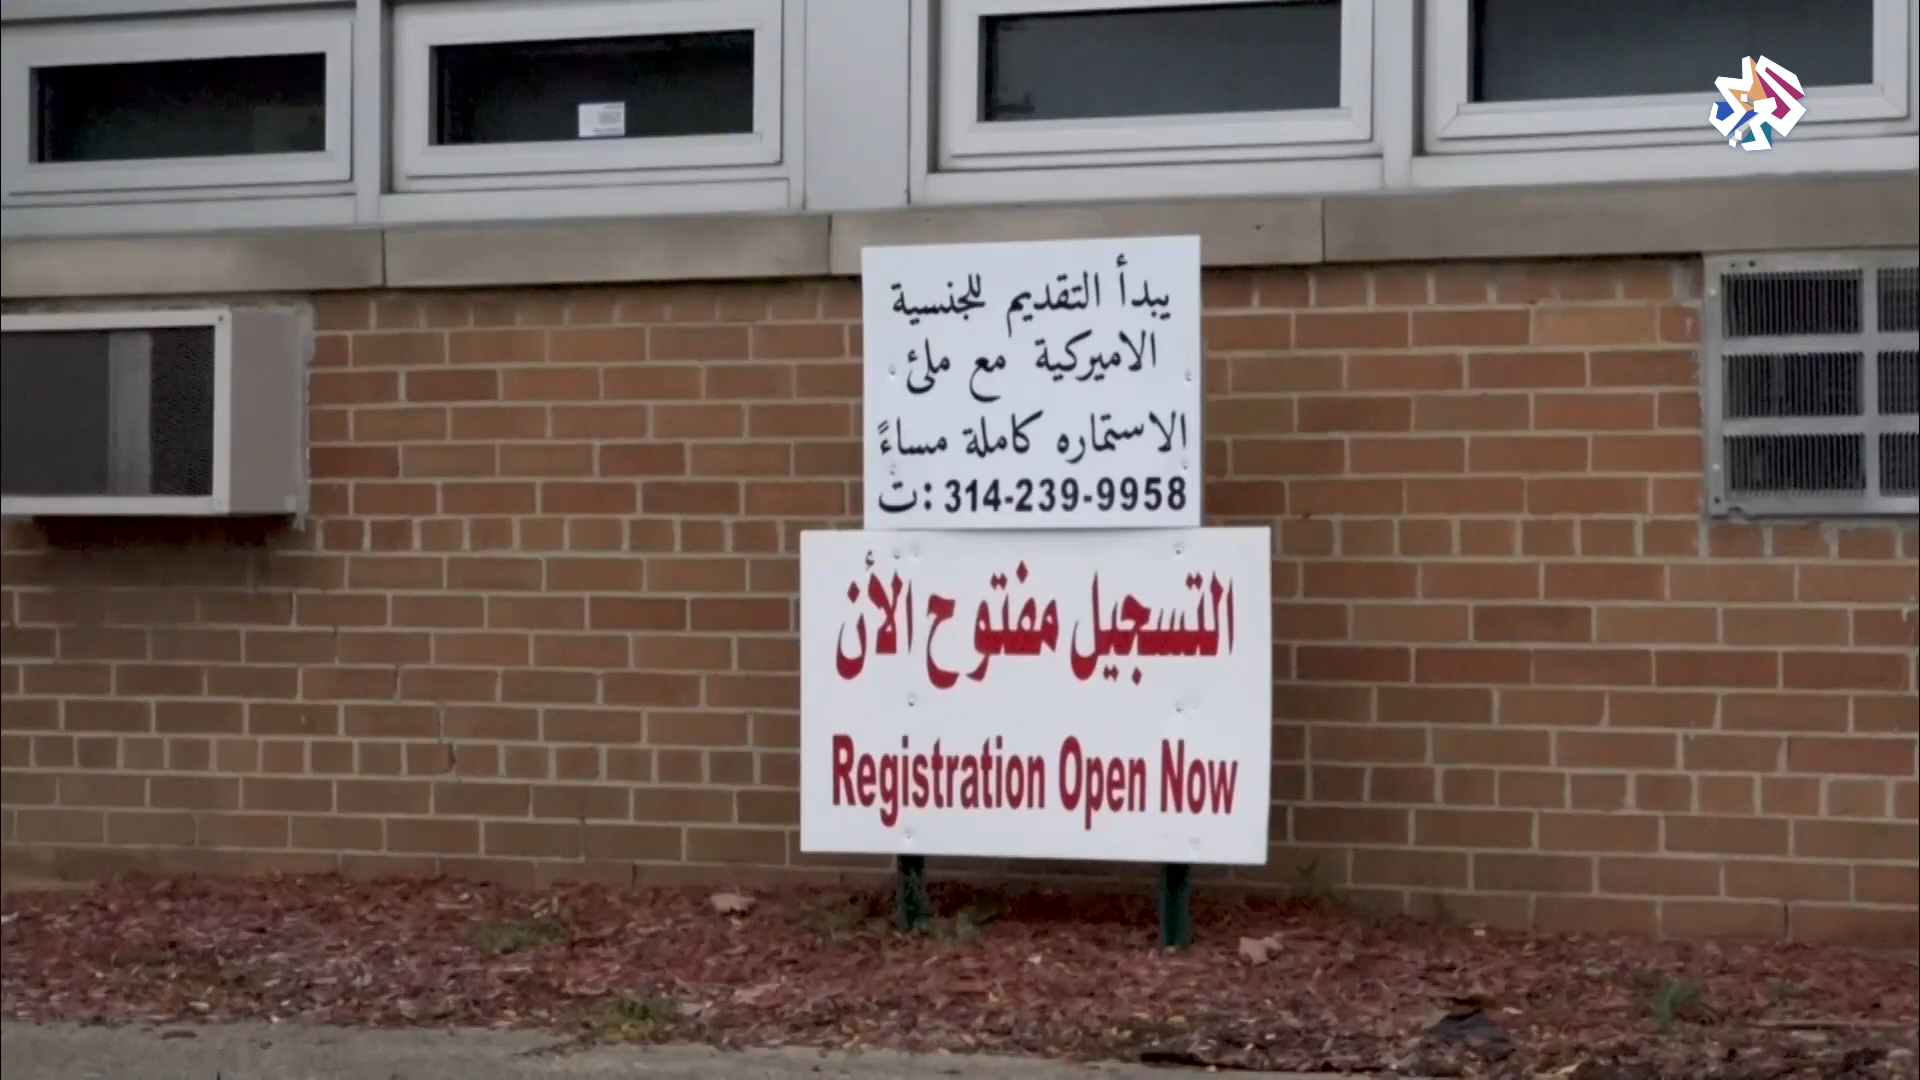 يبدأ التقديم للجنسية
الاميركية مع ملئ
الاستماره كاملة مساءً
ت: 314-239-9958
التسجيل مفتوح الأن
Registration Open Now